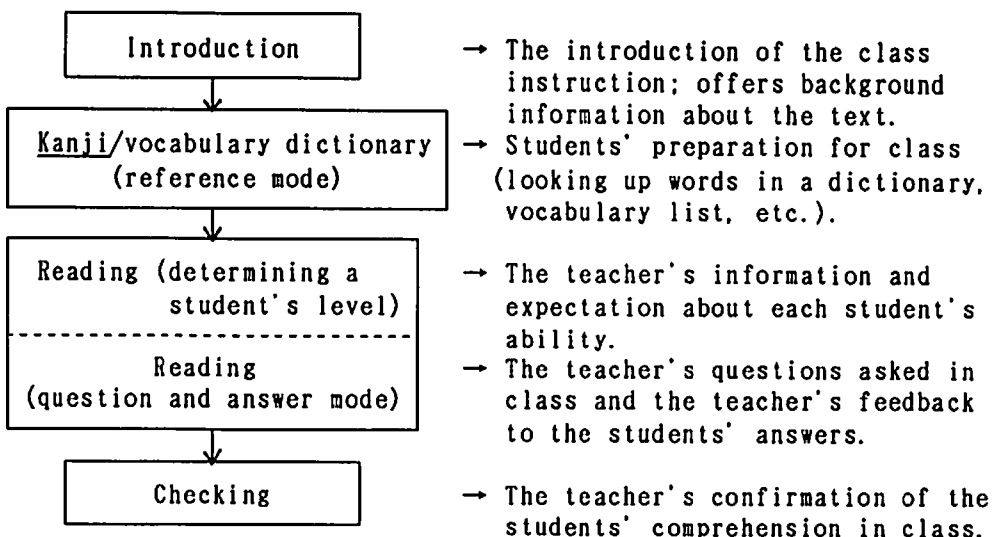 Introduction
→ The introduction of the class
instruction; offers background
information about the text.
Kanji/vocabulary dictionary
(reference mode)
→ Students' preparation for class
(looking up words in a dictionary,
vocabulary list, etc.).
Reading (determining a
student's level)
→ The teacher's information and
expectation about each student's
ability.
Reading
(question and answer mode)
→ The teacher's questions asked in
class and the teacher's feedback
to the students' answers.
Checking
→ The teacher's confirmation of the
students' comprehension in class.